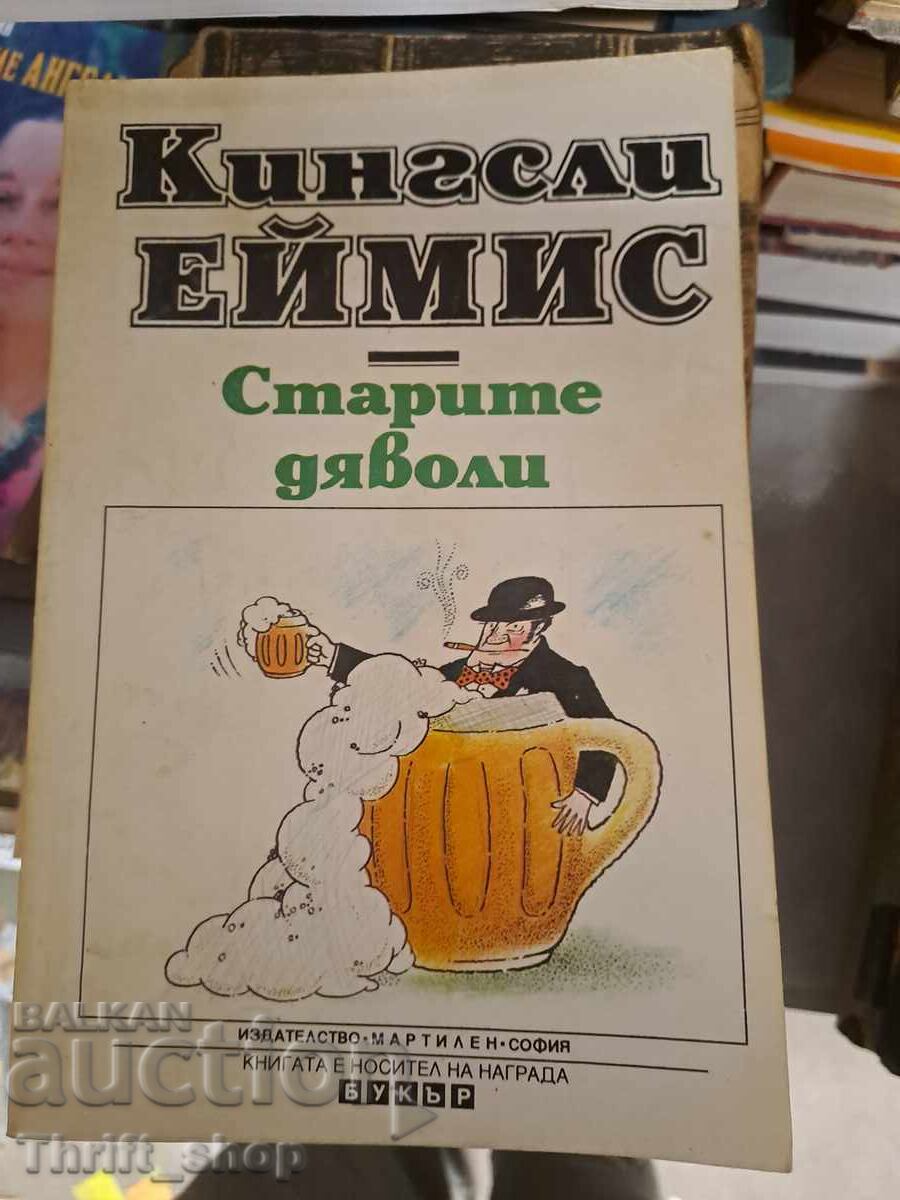 Кингсли
ЕЙМИС
Старите
дяволи
ИЗДАТЕЛСТВО • МАРТИЛЕН • СОФИЯ
КНИГАТА Е НОСИТЕЛ НА НАГРАДА
БУКЪР
BALKAN
auction
Thrift_shop